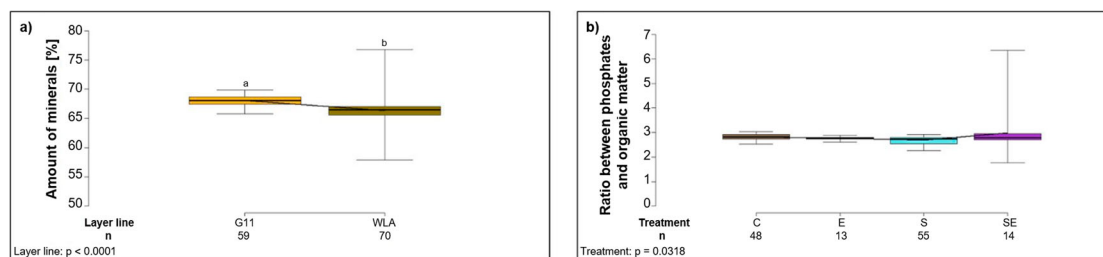 a)
Amount of minerals [%]
80
75
70
65
60
55
50
a
b
Layer line G11 WLA
n 59 70
Layer line: p < 0.0001
b)
Ratio between phosphates
and organic matter
7
6
5
4
3
2
1
0
Treatment C E S SE
n 48 13 55 14
Treatment: p = 0.0318